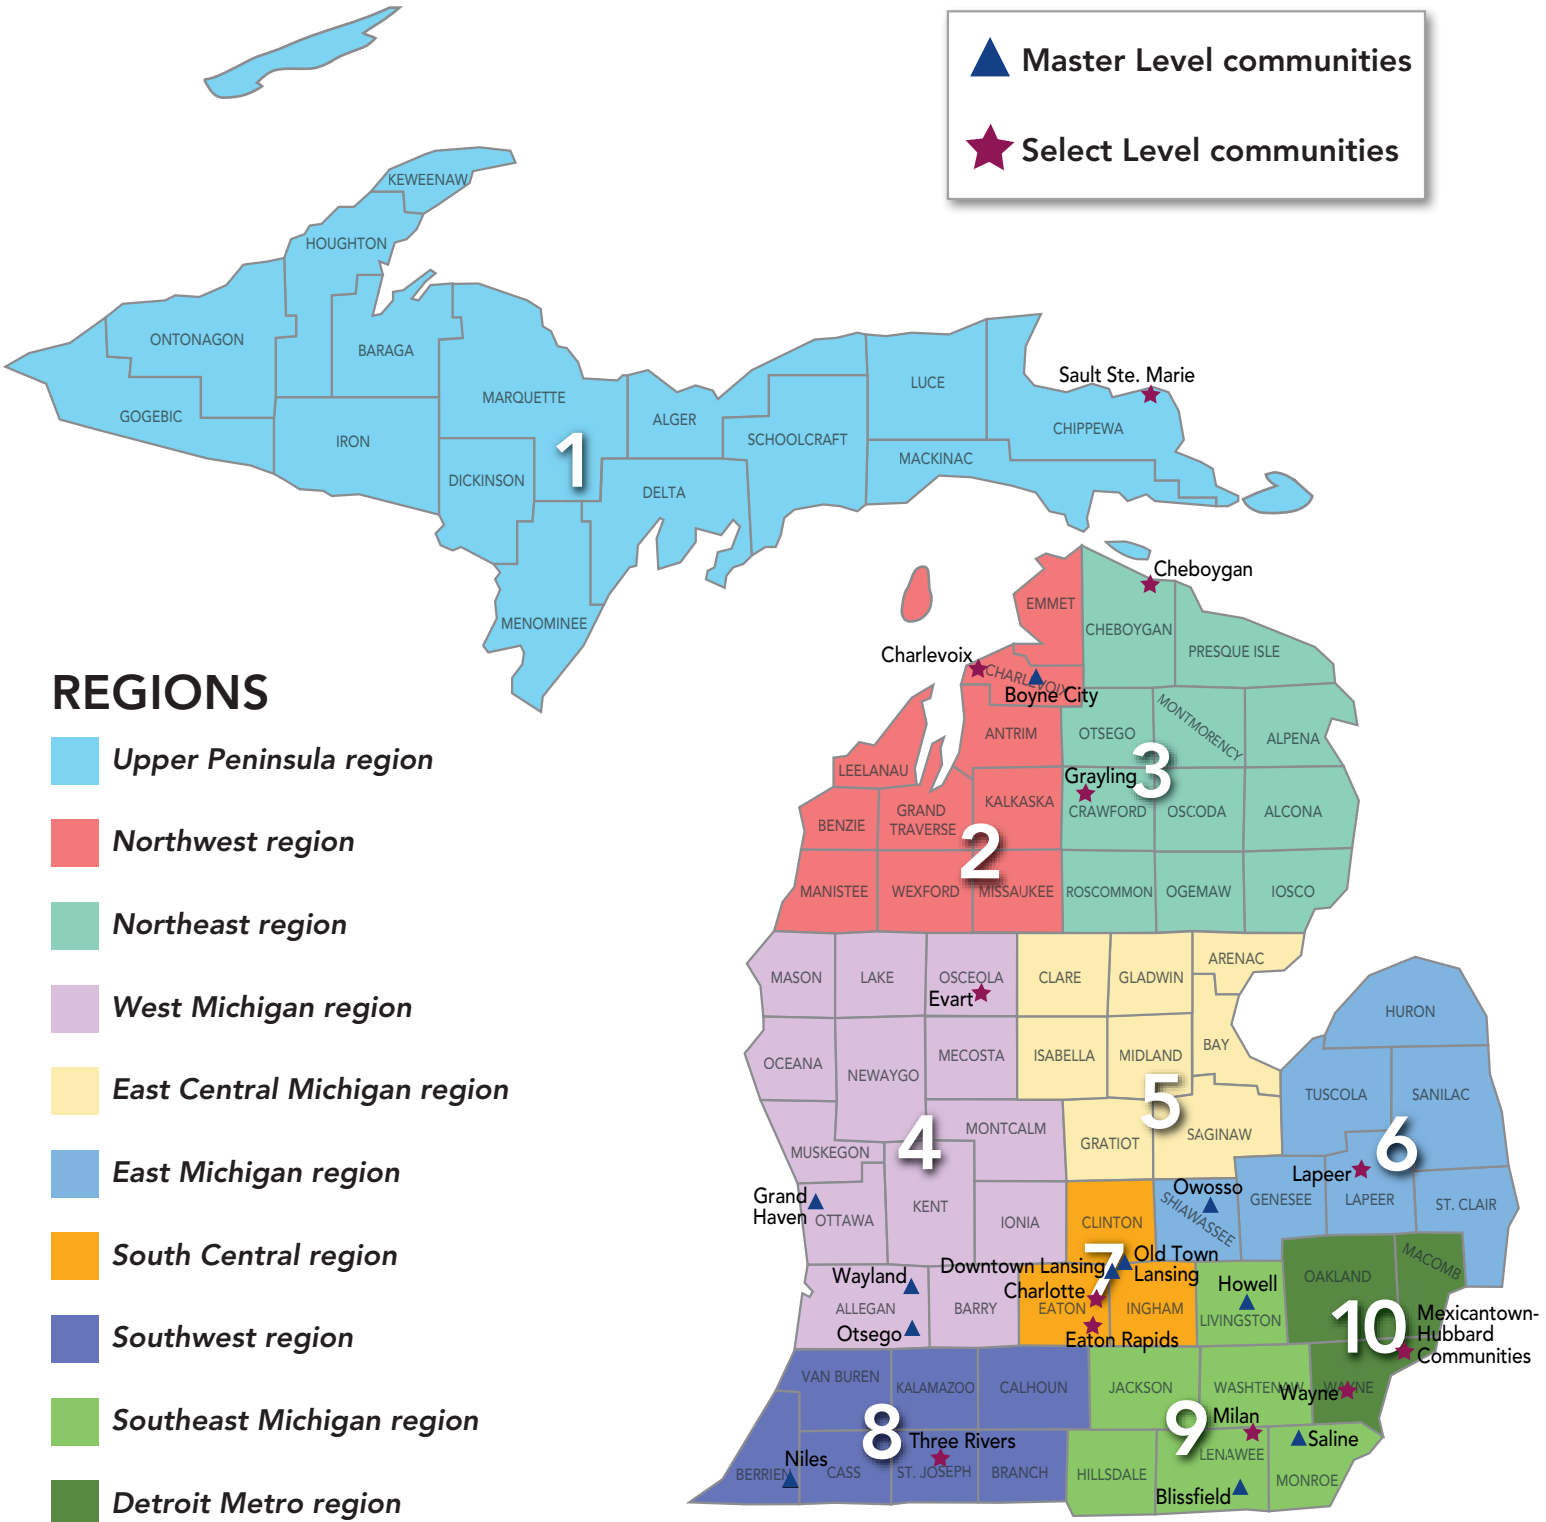 Master Level communities
Select Level communities
KEWEENAW
HOUGHTON
ONTONAGON
BARAGA
GOGEBIC
IRON
MARQUETTE
DICKINSON
1
ALGER
DELTA
SCHOOLCRAFT
LUCE
MACKINAC
Sault Ste. Marie
CHIPPEWA
MENOMINEE
REGIONS
Upper Peninsula region
Northwest region
Northeast region
West Michigan region
East Central Michigan region
East Michigan region
South Central region
Southwest region
Southeast Michigan region
Detroit Metro region
EMMET
Charlevoix
CHARLEVOIX
Boyne City
ANTRIM
LEELANAU
BENZIE
GRAND
TRAVERSE
KALKASKA
2
MANISTEE
WEXFORD
MISSAUKEE
Cheboygan
CHEBOYGAN
PRESQUE ISLE
OTSEGO
MONTMORENCY
ALPENA
3
Grayling
CRAWFORD
OSCODA
ALCONA
ROSCOMMON
OGEMAW
IOSCO
MASON
LAKE
OSCEOLA
Evart
OCEANA
NEWAYGO
MECOSTA
MONTCALM
4
MUSKEGON
Grand
Haven
OTTAWA
KENT
IONIA
Wayland
ALLEGAN
Otsego
BARRY
CLARE
GLADWIN
ARENAC
ISABELLA
MIDLAND
BAY
5
GRATIOT
SAGINAW
HURON
TUSCOLA
SANILAC
6
Lapeer
LAPEER
GENESEE
ST. CLAIR
Owosso
SHIAWASSEE
CLINTON
7
Old Town
Lansing
Downtown Lansing
Charlotte
EATON
INGHAM
Eaton Rapids
VAN BUREN
KALAMAZOO
CALHOUN
8
Three Rivers
Niles
BERRIEN
CASS
ST. JOSEPH
BRANCH
Howell
LIVINGSTON
JACKSON
WASHTENAW
9
Milan
LENAWEE
Saline
HILLSDALE
Blissfield
MONROE
OAKLAND
MACOMB
10
Mexicantown-
Hubbard
Communities
WAYNE
Wayne